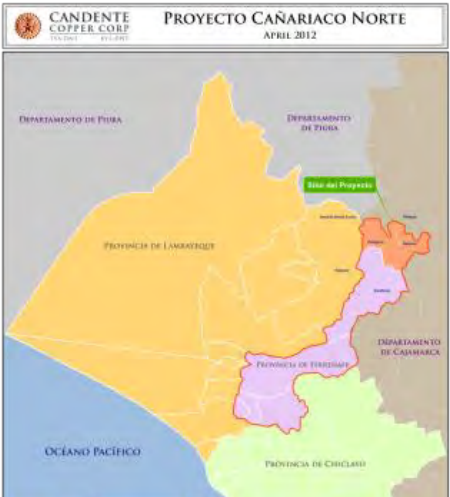 CANDENTE
COPPER CORP
PROYECTO CAÑARIACO NORTE
APRIL 2012
DEPARTAMENTO DE PIURA
DEPARTAMENTO
DE PIURA
Sitio del Proyecto
PROVINCIA DE LAMBAYEQUE
DEPARTAMENTO
DE CAJAMARCA
PROVINCIA DE FERREÑAFE
OCÉANO PACÍFICO
PROVINCIA DE CHICLAYO